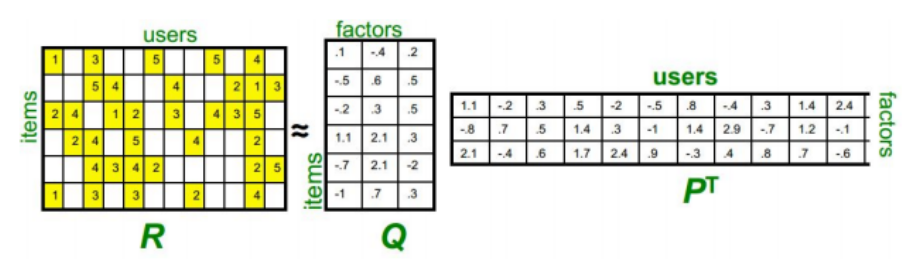 users
items
1 3 5 5 4
5 4 4 2 1 3
2 4 1 2 3 4 3 5
2 4 5 4 2
4 3 4 2 2 5
1 3 3 2 4
R
≈
factors
items
.1 -.4 .2
-.5 .6 .5
-.2 .3 .5
1.1 2.1 .3
-.7 2.1 -2
-1 .7 .3
Q
users
factors
1.1 -.2 .3 .5 -2 -.5 .8 -.4 .3 1.4 2.4
-.8 .7 .5 1.4 .3 -1 1.4 2.9 -.7 1.2 -.1
2.1 -.4 .6 1.7 2.4 .9 -.3 .4 .8 .7 -.6
Pᵀ